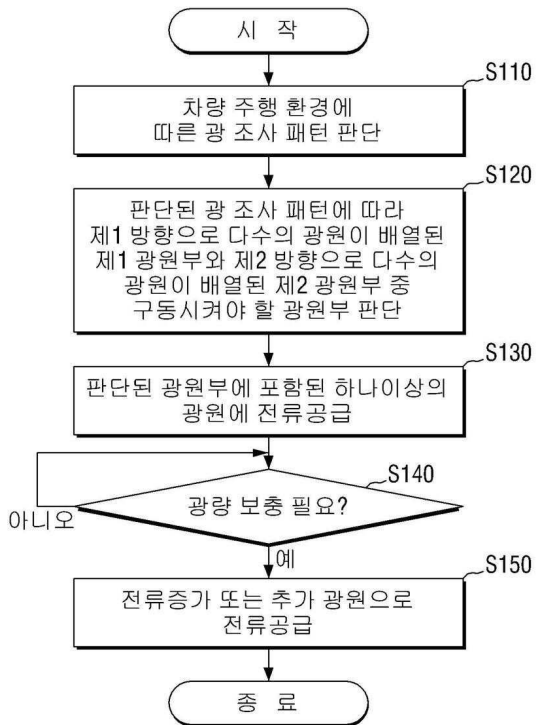 시 작
S110
차량 주행 환경에
따른 광 조사 패턴 판단
S120
판단된 광 조사 패턴에 따라
제1 방향으로 다수의 광원이 배열된
제1 광원부와 제2 방향으로 다수의
광원이 배열된 제2 광원부 중
구동시켜야 할 광원부 판단
S130
판단된 광원부에 포함된 하나이상의
광원에 전류공급
S140
광량 보충 필요?
아니오
예
S150
전류증가 또는 추가 광원으로
전류공급
종 료